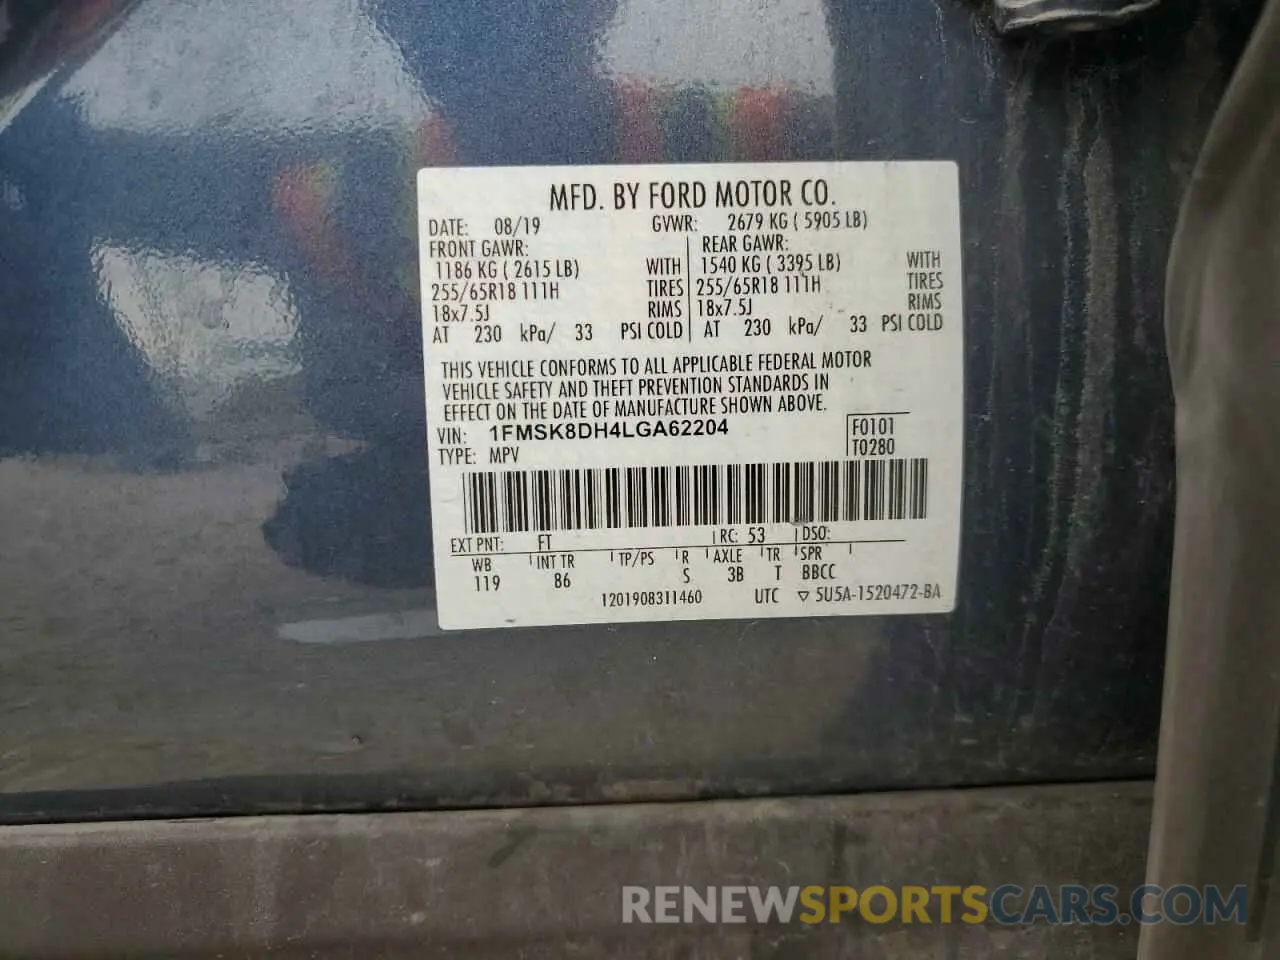 MFD. BY FORD MOTOR CO.
DATE: 08/19 GVWR: 2679 KG ( 5905 LB)
FRONT GAWR: REAR GAWR:
1186 KG ( 2615 LB) WITH 1540 KG ( 3395 LB) WITH
255/65R18 111H TIRES 255/65R18 111H TIRES
18x7.5J RIMS 18x7.5J RIMS
AT 230 kPa/ 33 PSI COLD AT 230 kPa/ 33 PSI COLD
THIS VEHICLE CONFORMS TO ALL APPLICABLE FEDERAL MOTOR
VEHICLE SAFETY AND THEFT PREVENTION STANDARDS IN
EFFECT ON THE DATE OF MANUFACTURE SHOWN ABOVE.
VIN: 1FMSK8DH4LGA62204 F0101
TYPE: MPV T0280
EXT PNT: FT RC: 53 DSO:
WB INT TR TP/PS R AXLE TR SPR
119 86 S 3B T BBCC
1201908311460 UTC ▽ 5U5A-1520472-BA
RENEWSPORTSCARS.COM